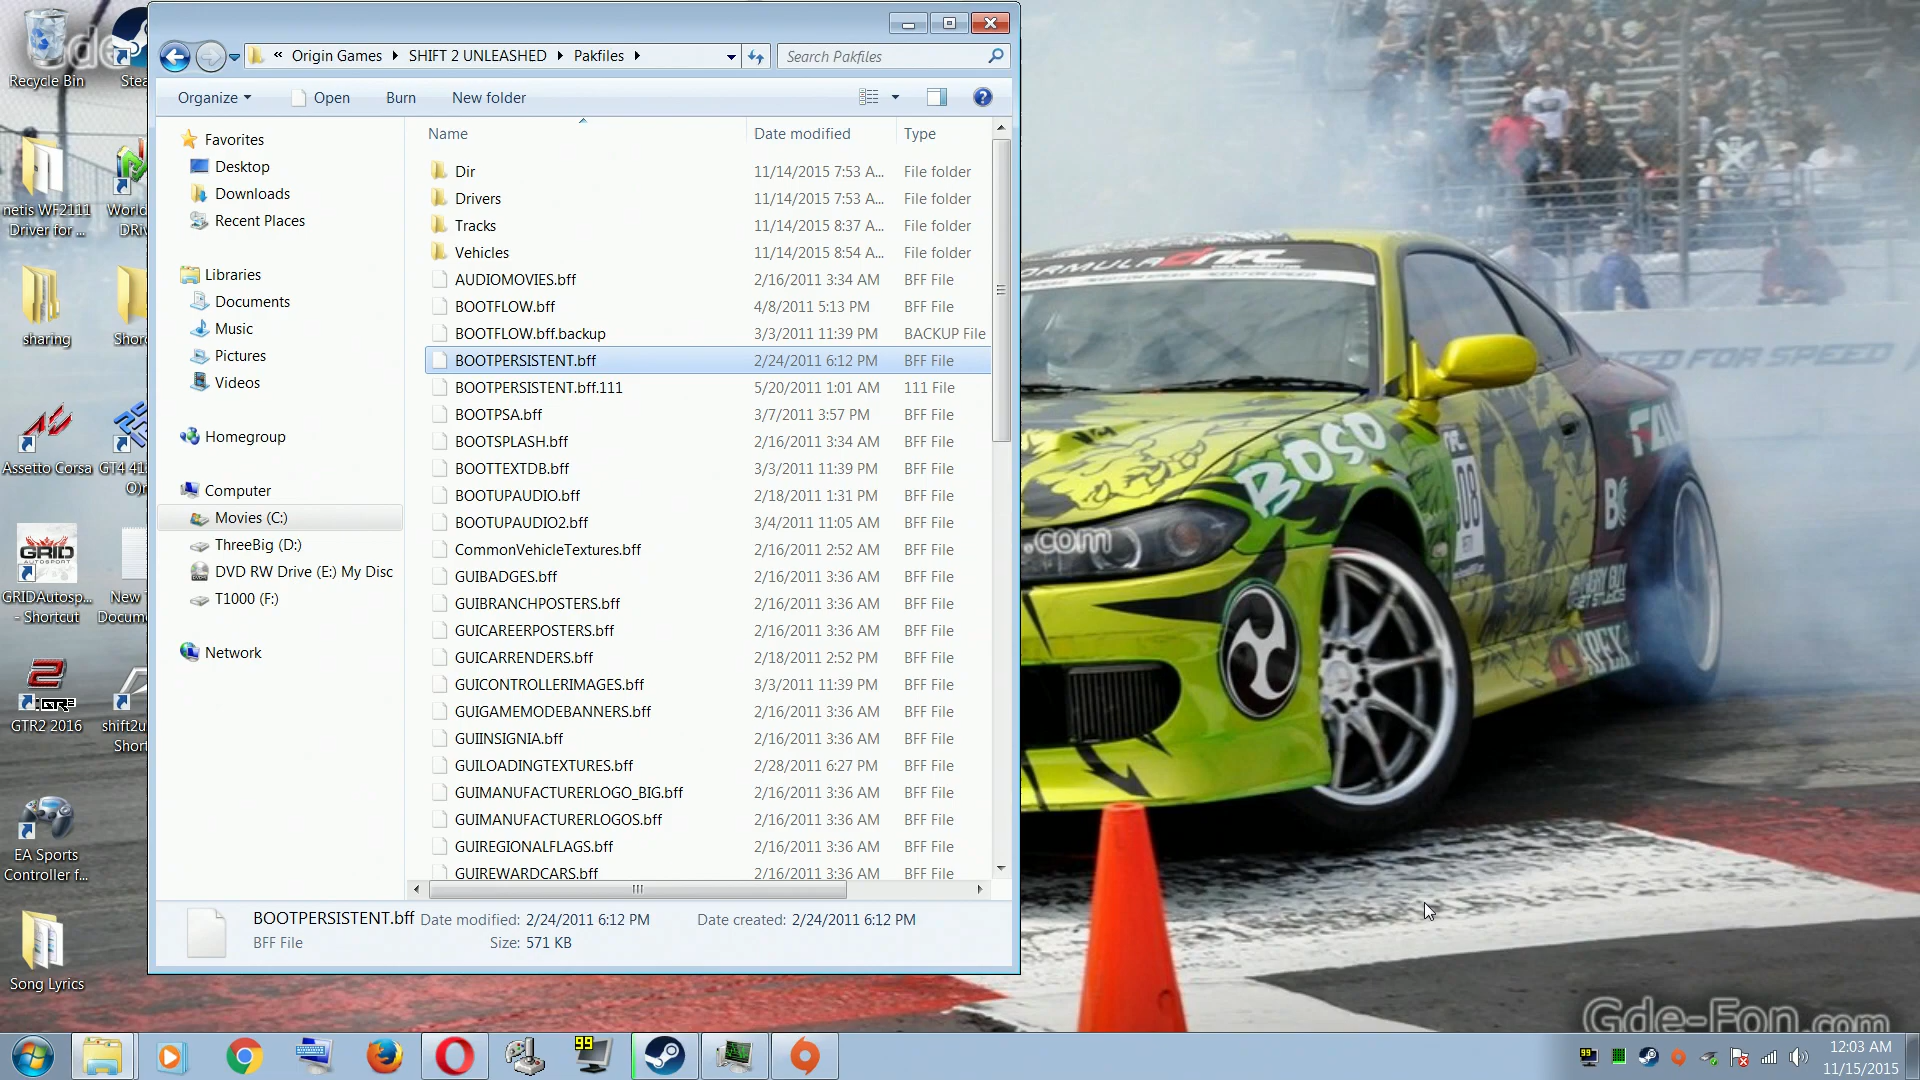 Recycle Bin
netis WF2111
Driver for ...
sharing
Assetto Corsa
GRID
AUTOSPORT
GRIDAutosp...
- Shortcut
GTR2 2016
EA Sports
Controller f...
Song Lyrics
Stea
World
DRiv
Shor
GT4 41
O)r
New T
Docum
shift2u
Short
« Origin Games SHIFT 2 UNLEASHED Pakfiles
Search Pakfiles
Organize Open Burn New folder
Favorites
Desktop
Downloads
Recent Places
Libraries
Documents
Music
Pictures
Videos
Homegroup
Computer
Movies (C:)
ThreeBig (D:)
DVD RW Drive (E:) My Disc
T1000 (F:)
Network
Name Date modified Type
Dir 11/14/2015 7:53 A... File folder
Drivers 11/14/2015 7:53 A... File folder
Tracks 11/14/2015 8:37 A... File folder
Vehicles 11/14/2015 8:54 A... File folder
AUDIOMOVIES.bff 2/16/2011 3:34 AM BFF File
BOOTFLOW.bff 4/8/2011 5:13 PM BFF File
BOOTFLOW.bff.backup 3/3/2011 11:39 PM BACKUP File
BOOTPERSISTENT.bff 2/24/2011 6:12 PM BFF File
BOOTPERSISTENT.bff.111 5/20/2011 1:01 AM 111 File
BOOTPSA.bff 3/7/2011 3:57 PM BFF File
BOOTSPLASH.bff 2/16/2011 3:34 AM BFF File
BOOTTEXTDB.bff 3/3/2011 11:39 PM BFF File
BOOTUPAUDIO.bff 2/18/2011 1:31 PM BFF File
BOOTUPAUDIO2.bff 3/4/2011 11:05 AM BFF File
CommonVehicleTextures.bff 2/16/2011 2:52 AM BFF File
GUIBADGES.bff 2/16/2011 3:36 AM BFF File
GUIBRANCHPOSTERS.bff 2/16/2011 3:36 AM BFF File
GUICAREERPOSTERS.bff 2/16/2011 3:36 AM BFF File
GUICARRENDERS.bff 2/18/2011 2:52 PM BFF File
GUICONTROLLERIMAGES.bff 3/3/2011 11:39 PM BFF File
GUIGAMEMODEBANNERS.bff 2/16/2011 3:36 AM BFF File
GUIINSIGNIA.bff 2/16/2011 3:36 AM BFF File
GUILOADINGTEXTURES.bff 2/28/2011 6:27 PM BFF File
GUIMANUFACTURERLOGO_BIG.bff 2/16/2011 3:36 AM BFF File
GUIMANUFACTURERLOGOS.bff 2/16/2011 3:36 AM BFF File
GUIREGIONALFLAGS.bff 2/16/2011 3:36 AM BFF File
GUIREWARDCARS.bff 2/16/2011 3:36 AM BFF File
BOOTPERSISTENT.bff Date modified: 2/24/2011 6:12 PM Date created: 2/24/2011 6:12 PM
BFF File Size: 571 KB
BOSO
.com
APEX
Gde-Fon.com
99
99
12:03 AM
11/15/2015